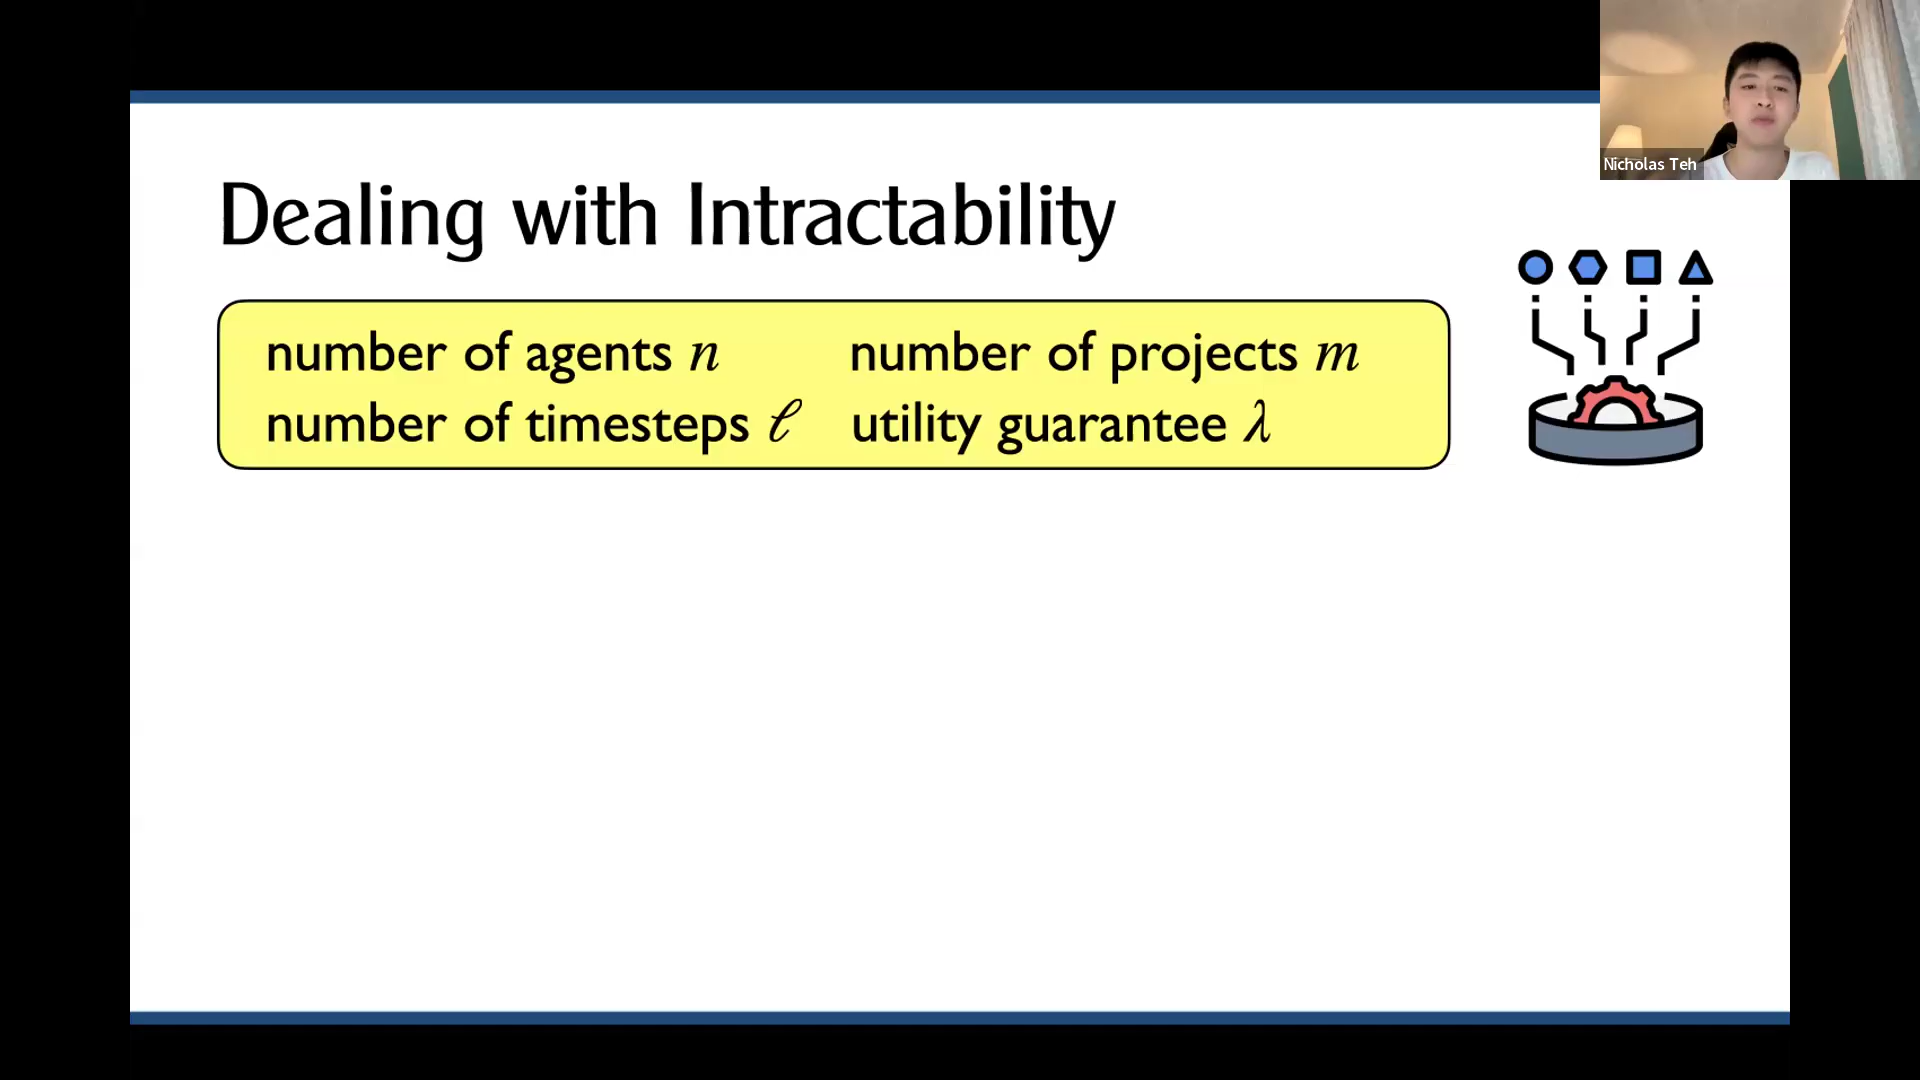 Nicholas Teh
Dealing with Intractability
number of agents n number of projects m
number of timesteps ℓ utility guarantee λ